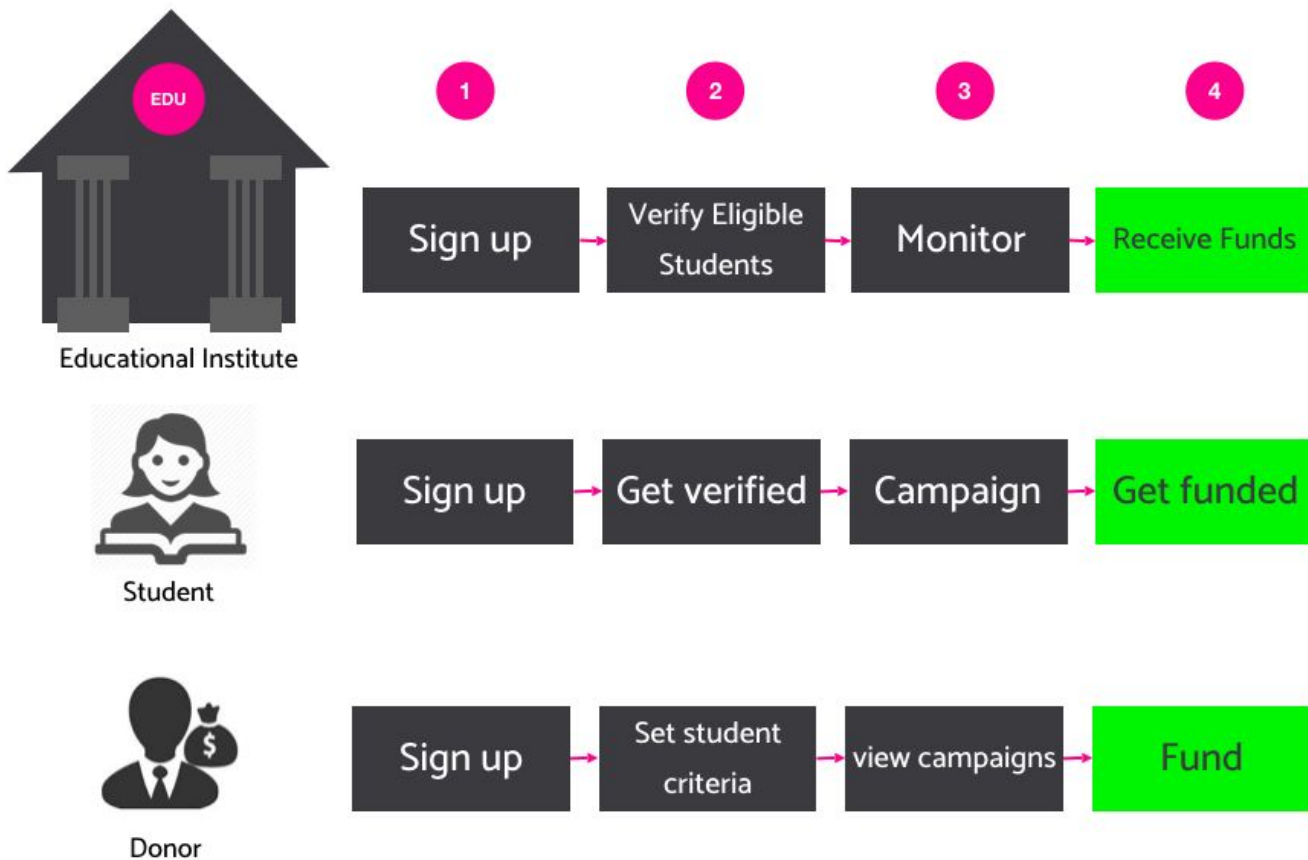 EDU
1
2
3
4
Sign up
Verify Eligible
Students
Monitor
Receive Funds
Educational Institute
Sign up
Get verified
Campaign
Get funded
Student
$
Sign up
Set student
criteria
view campaigns
Fund
Donor